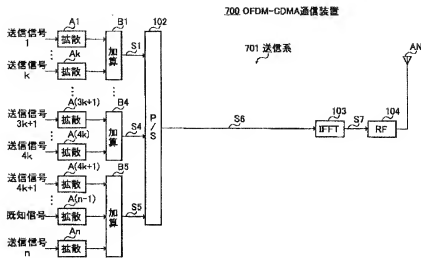 700 OFDM-CDMA通信装置
701 送信系
送信信号
1
A1
拡散
B1
加算
S1
102
P/S
送信信号
k
Ak
拡散
送信信号
3k+1
A(3k+1)
拡散
B4
加算
S4
送信信号
4k
A(4k)
拡散
送信信号
4k+1
A(4k+1)
拡散
B5
加算
S5
既知信号
A(n-1)
拡散
送信信号
n
An
拡散
S6
103
IFFT
S7
104
RF
AN